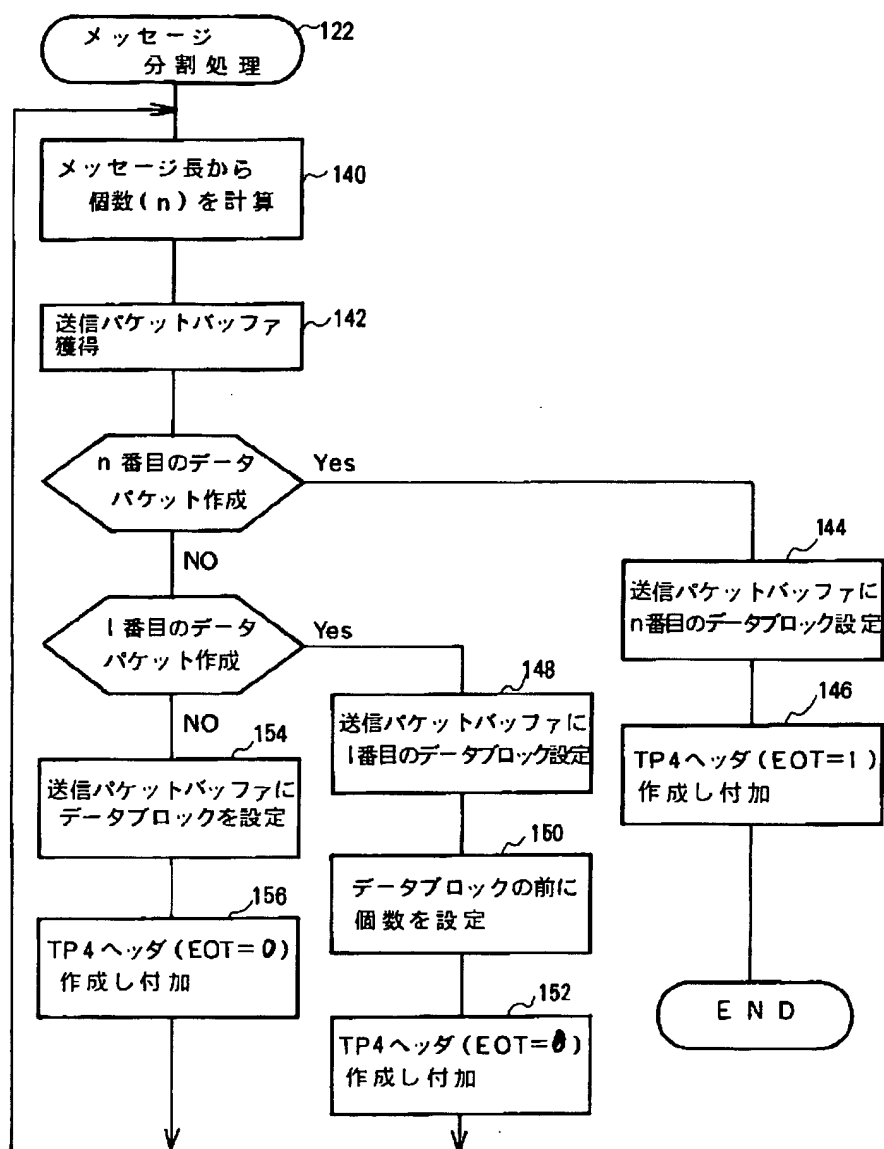 メッセージ
分割処理
122
メッセージ長から
個数(n)を計算
140
送信パケットバッファ
獲得
142
n番目のデータ
パケット作成
Yes
NO
1番目のデータ
パケット作成
Yes
NO
144
送信パケットバッファに
n番目のデータブロック設定
146
TP4ヘッダ(EOT=1)
作成し付加
148
送信パケットバッファに
1番目のデータブロック設定
150
データブロックの前に
個数を設定
152
TP4ヘッダ(EOT=0)
作成し付加
154
送信パケットバッファに
データブロックを設定
156
TP4ヘッダ(EOT=0)
作成し付加
END